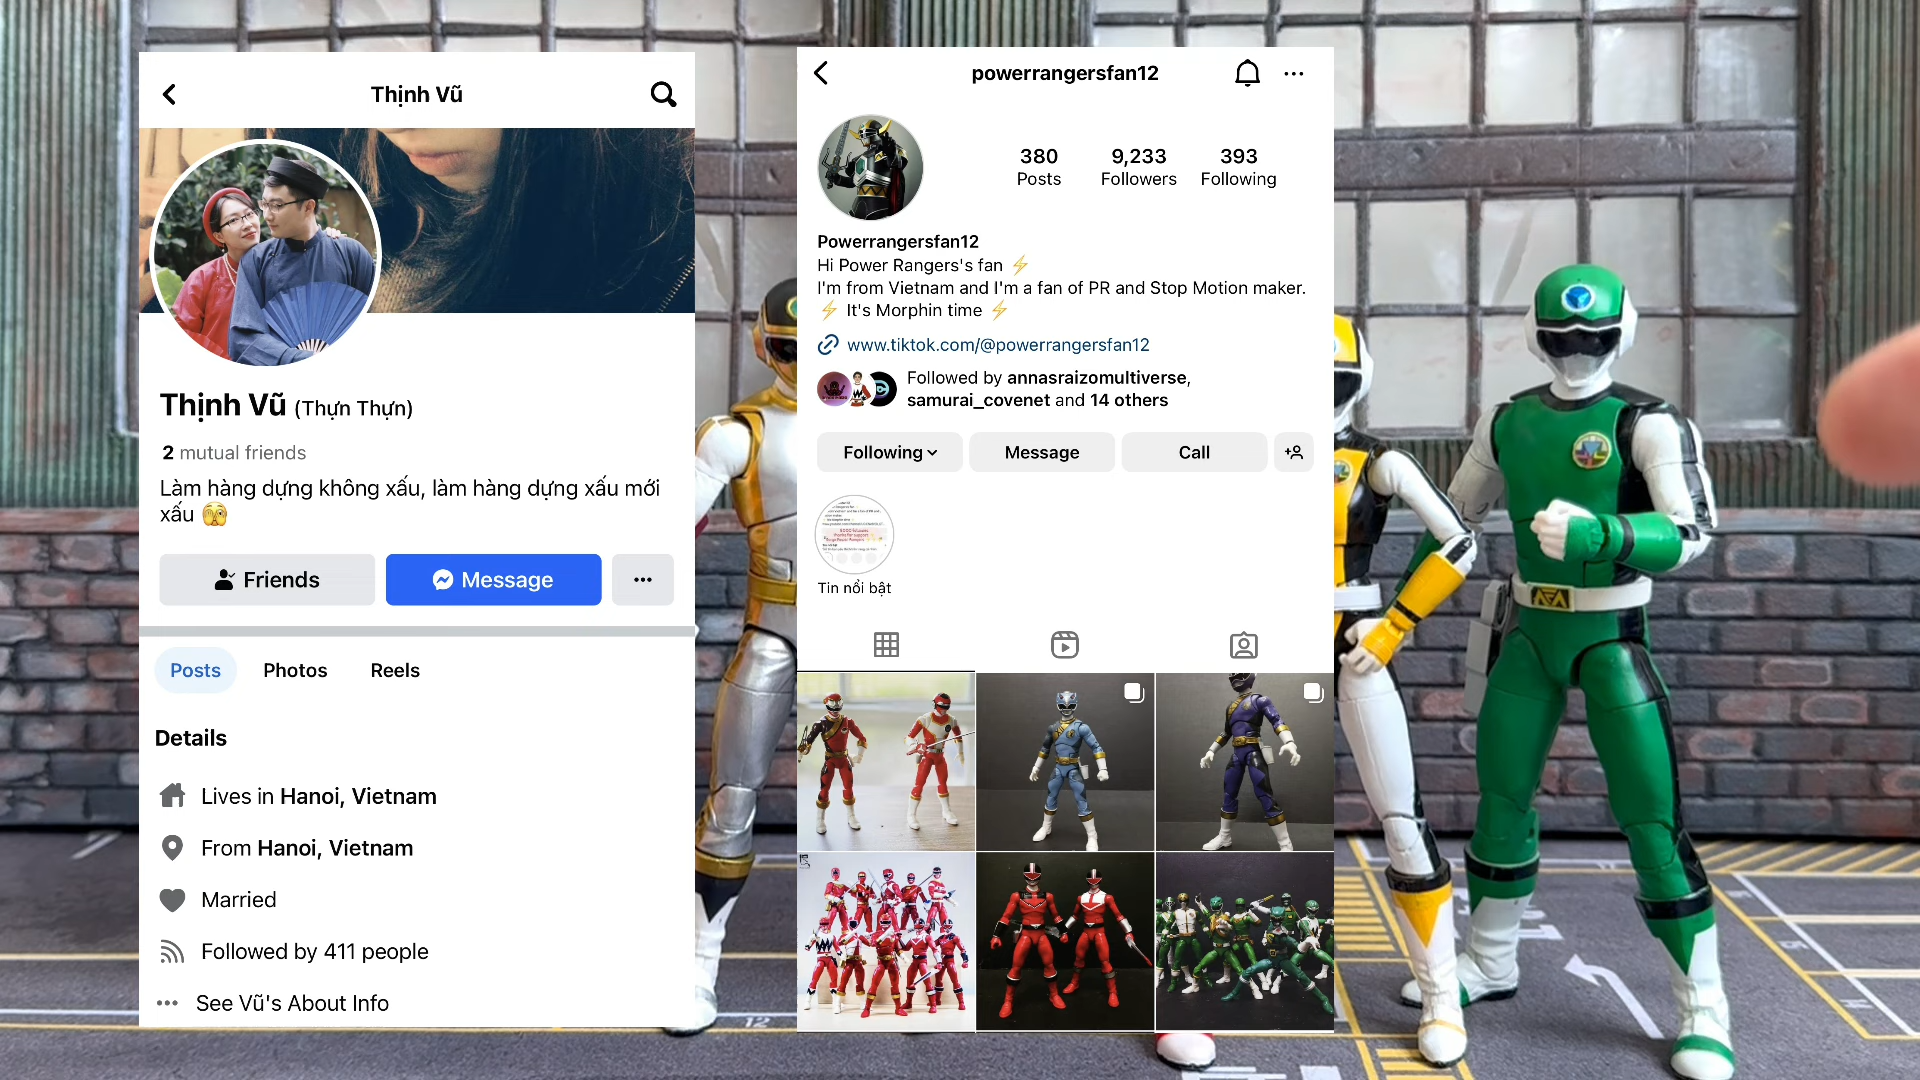 Thịnh Vũ
Thịnh Vũ (Thựn Thựn)
2 mutual friends
Làm hàng dựng không xấu, làm hàng dựng xấu mới
xấu 🫣
Friends
Message
Posts
Photos
Reels
Details
Lives in Hanoi, Vietnam
From Hanoi, Vietnam
Married
Followed by 411 people
See Vũ's About Info
powerrangersfan12
380
Posts
9,233
Followers
393
Following
Powerrangersfan12
Hi Power Rangers's fan ⚡
I'm from Vietnam and I'm a fan of PR and Stop Motion maker.
⚡ It's Morphin time ⚡
www.tiktok.com/@powerrangersfan12
Followed by annasraizomultiverse,
samurai_covenet and 14 others
Following
Message
Call
Tin nổi bật
12